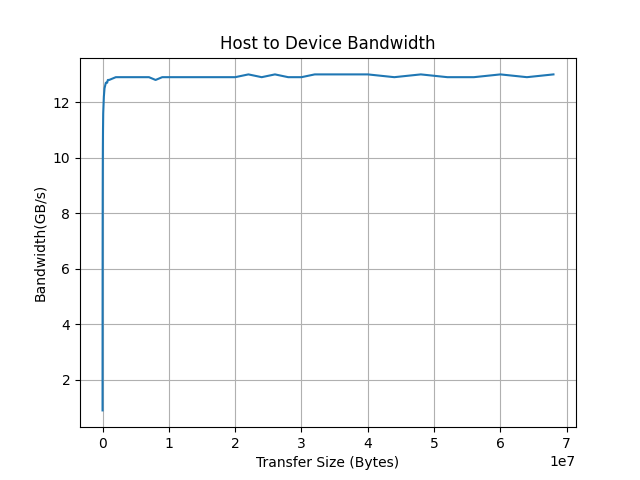 Host to Device Bandwidth
12
10
8
6
4
2
Bandwidth(GB/s)
0 1 2 3 4 5 6 7
1e7
Transfer Size (Bytes)